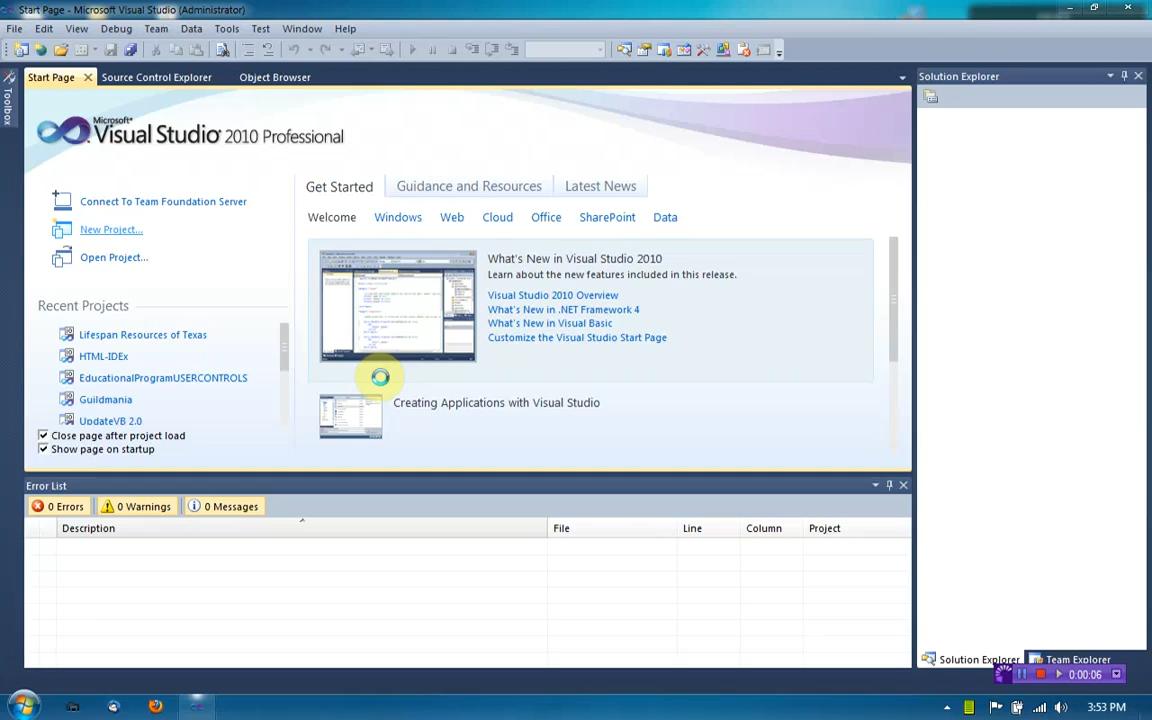 Start Page - Microsoft Visual Studio (Administrator)
File Edit View Debug Team Data Tools Test Window Help
Toolbox
Start Page Source Control Explorer Object Browser
Solution Explorer
Microsoft®
Visual Studio® 2010 Professional
Connect To Team Foundation Server
New Project...
Open Project...
Recent Projects
Lifespan Resources of Texas
HTML-IDEx
EducationalProgramUSERCONTROLS
Guildmania
UpdateVB 2.0
Close page after project load
Show page on startup
Get Started Guidance and Resources Latest News
Welcome Windows Web Cloud Office SharePoint Data
What's New in Visual Studio 2010
Learn about the new features included in this release.
Visual Studio 2010 Overview
What's New in .NET Framework 4
What's New in Visual Basic
Customize the Visual Studio Start Page
Creating Applications with Visual Studio
Error List
0 Errors 0 Warnings 0 Messages
Description File Line Column Project
Solution Explorer Team Explorer
0:00:06
3:53 PM